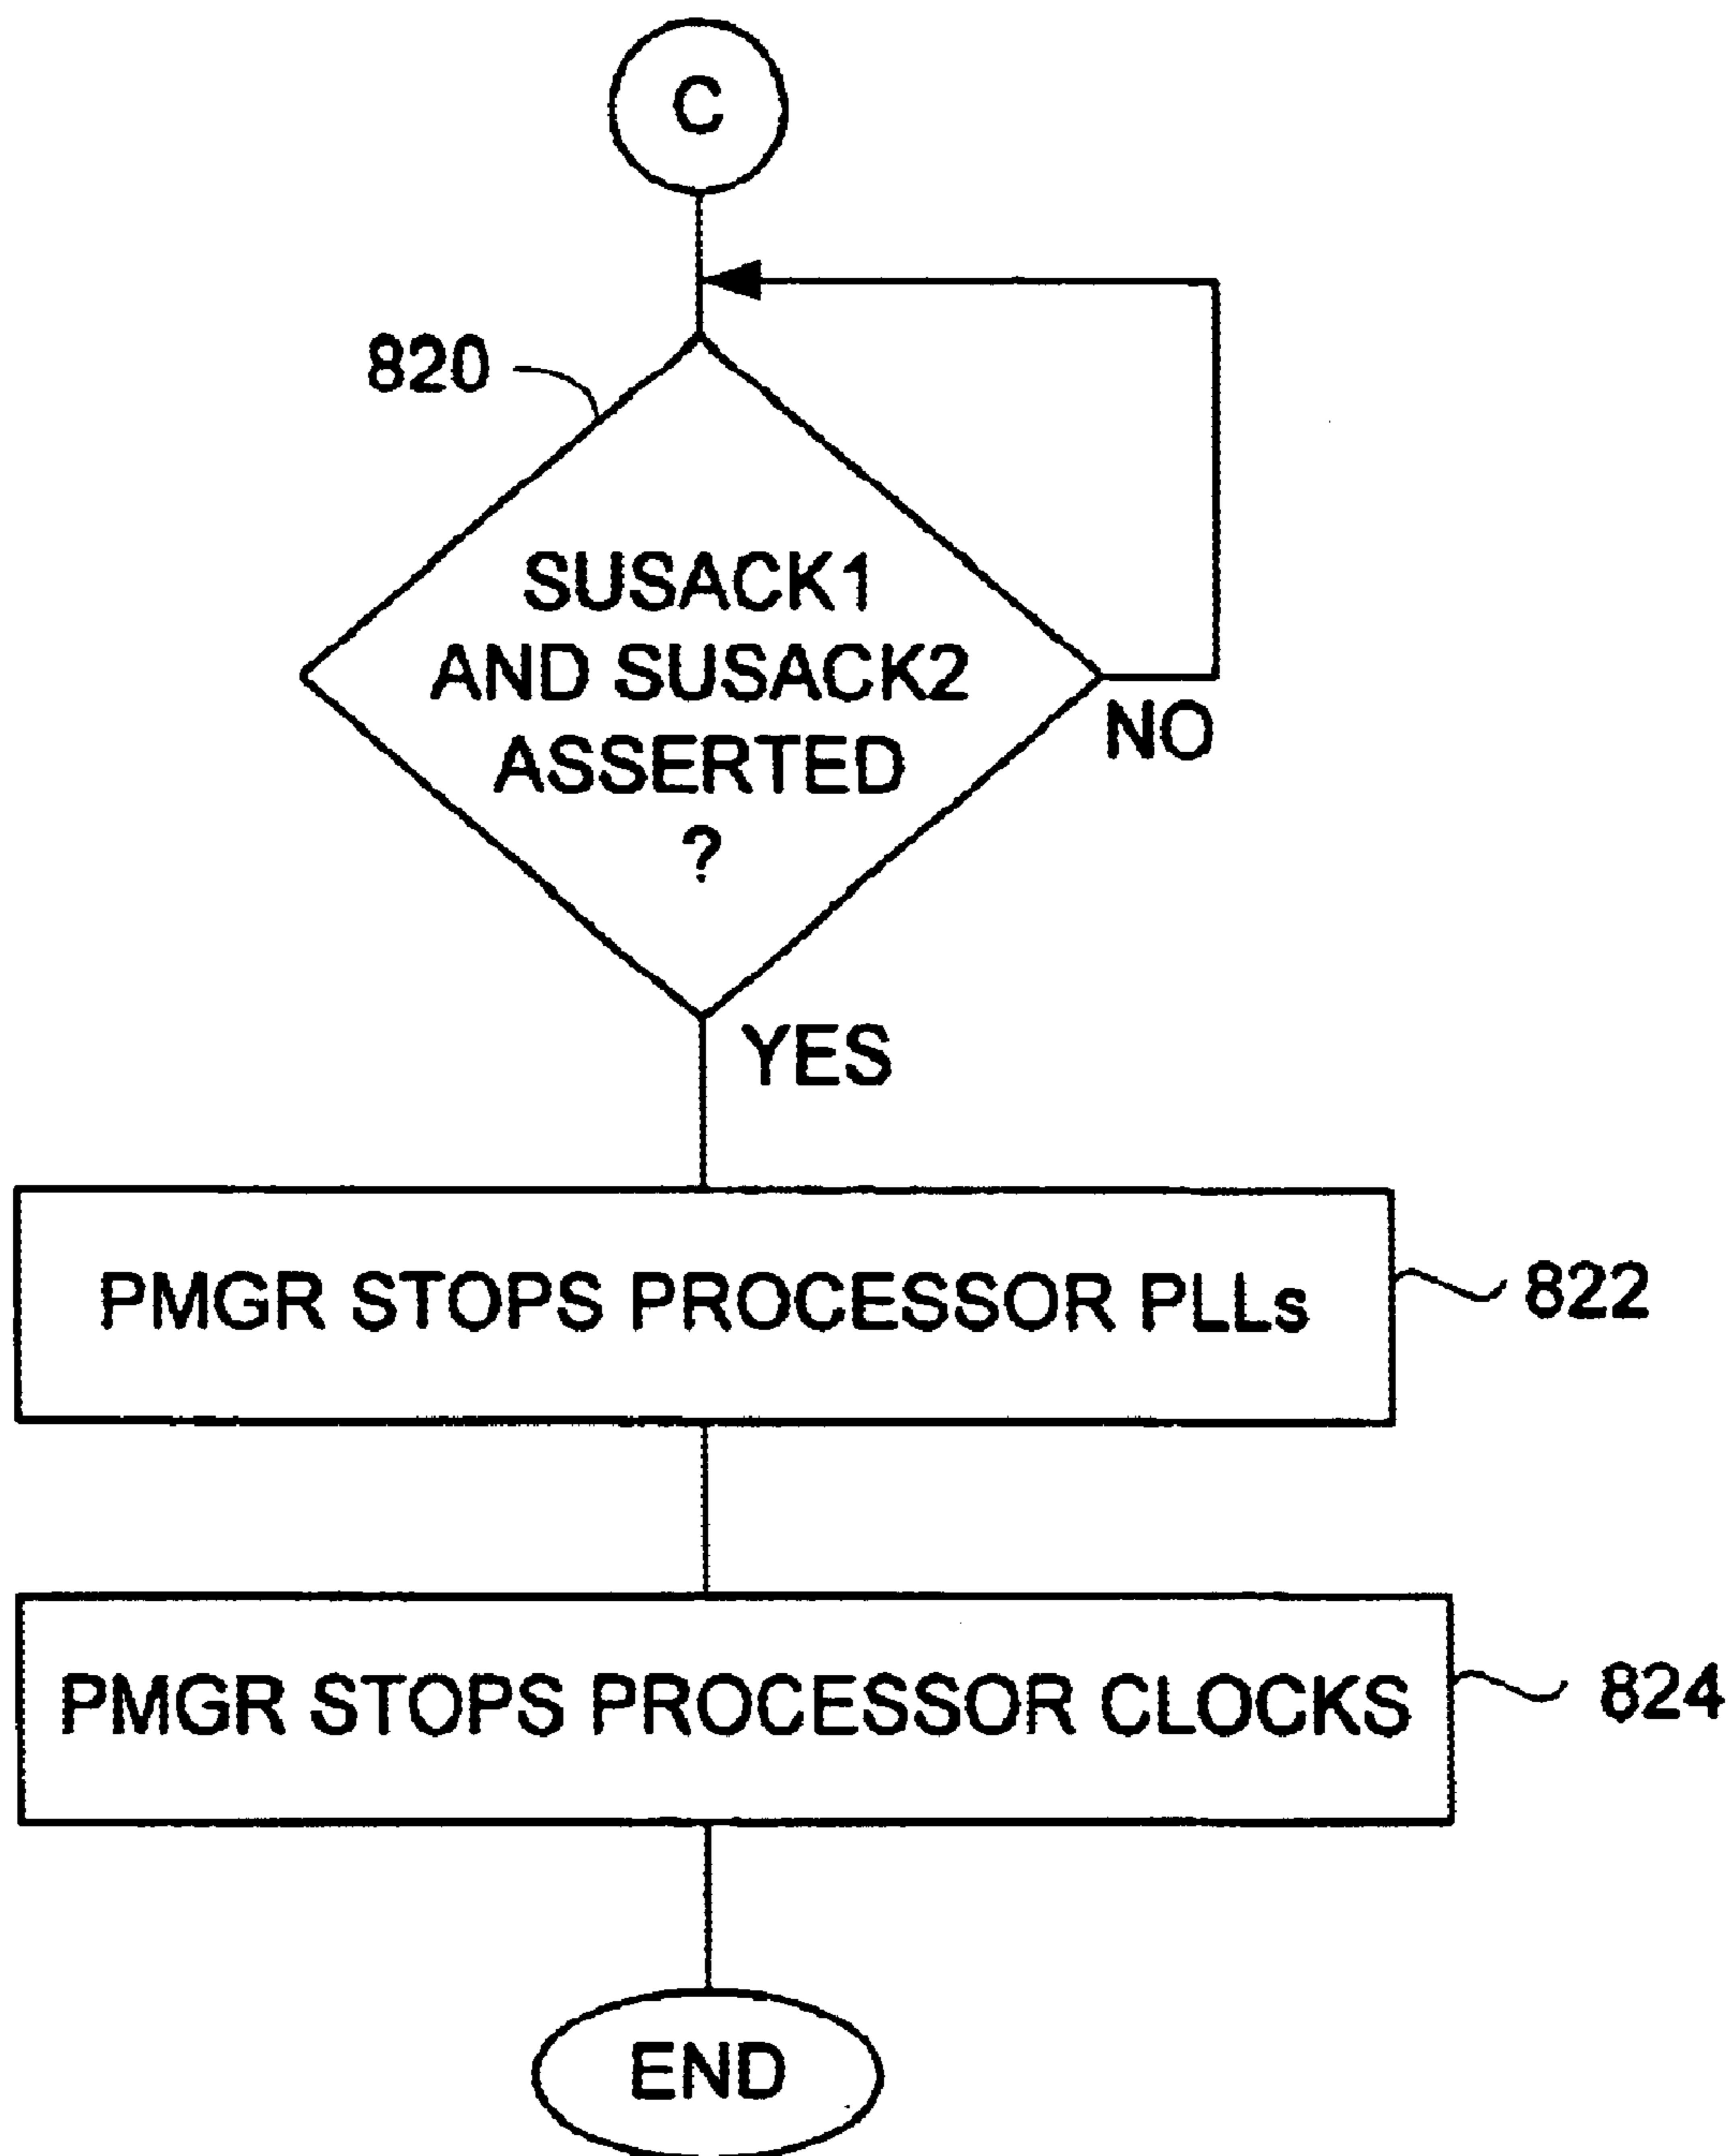 C
820
SUSACK1
AND SUSACK2
ASSERTED
?
NO
YES
PMGR STOPS PROCESSOR PLLs
822
PMGR STOPS PROCESSOR CLOCKS
824
END